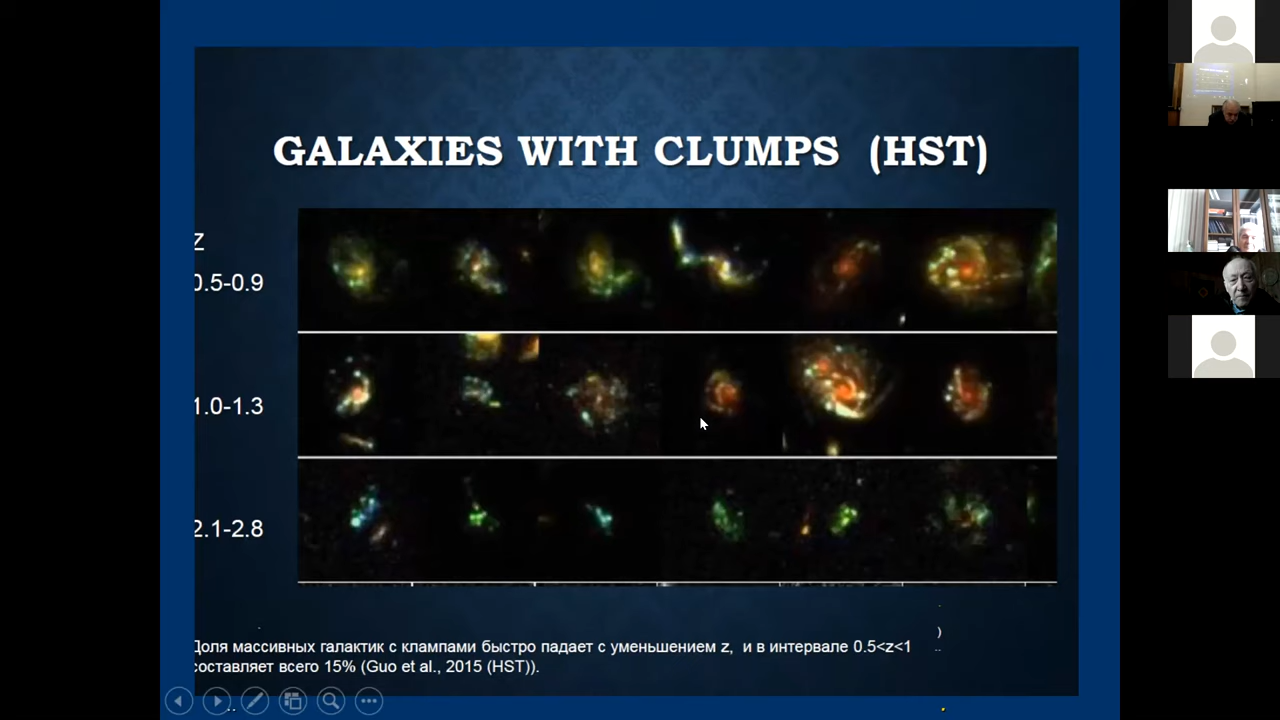 GALAXIES WITH CLUMPS (HST)
z
0.5-0.9
1.0-1.3
2.1-2.8
Доля массивных галактик с клампами быстро падает с уменьшением z, и в интервале 0.5<z<1
составляет всего 15% (Guo et al., 2015 (HST)).
)